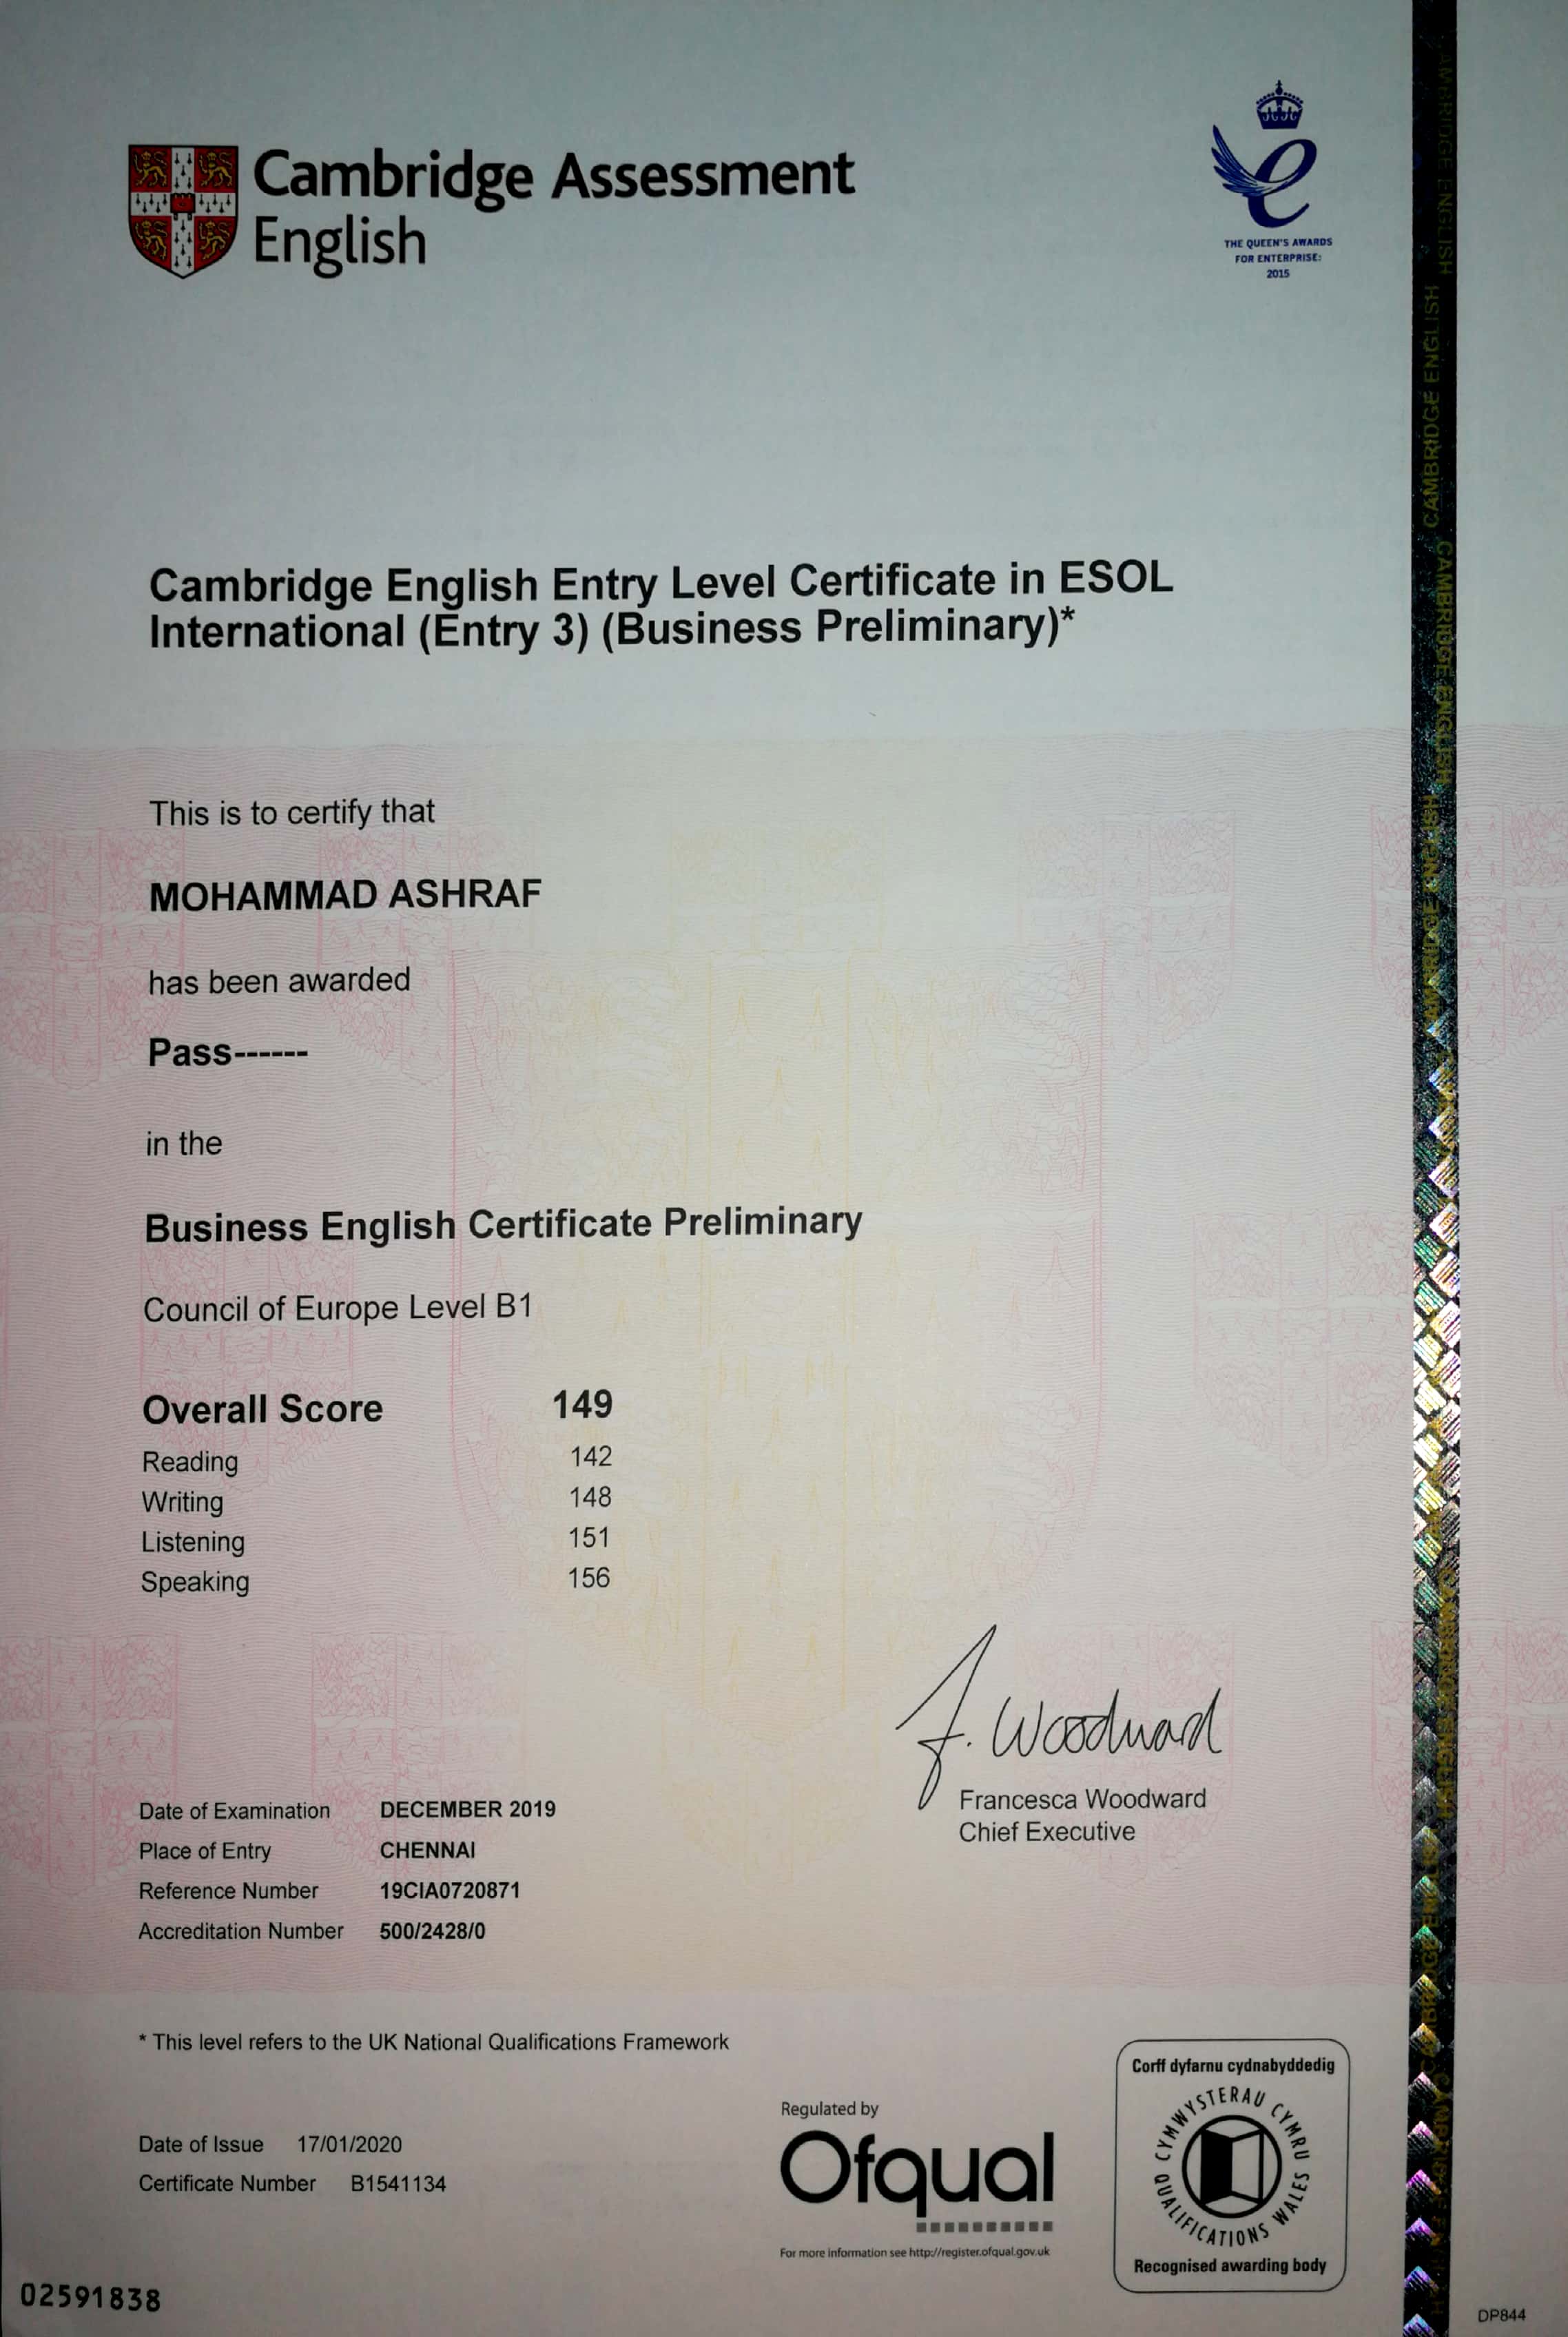 Cambridge Assessment
English
THE QUEEN'S AWARDS
FOR ENTERPRISE:
2015
Cambridge English Entry Level Certificate in ESOL
International (Entry 3) (Business Preliminary)*
This is to certify that
MOHAMMAD ASHRAF
has been awarded
Pass------
in the
Business English Certificate Preliminary
Council of Europe Level B1
Overall Score 149
Reading 142
Writing 148
Listening 151
Speaking 156
F. Woodward
Francesca Woodward
Chief Executive
Date of Examination DECEMBER 2019
Place of Entry CHENNAI
Reference Number 19CIA0720871
Accreditation Number 500/2428/0
* This level refers to the UK National Qualifications Framework
Date of Issue 17/01/2020
Certificate Number B1541134
Regulated by
Ofqual
For more information see http://register.ofqual.gov.uk
Corff dyfarnu cydnabyddedig
CYMWYSTERAU CYMRU
QUALIFICATIONS WALES
Recognised awarding body
02591838
DP844
CAMBRIDGE ENGLISH CAMBRIDGE ENGLISH